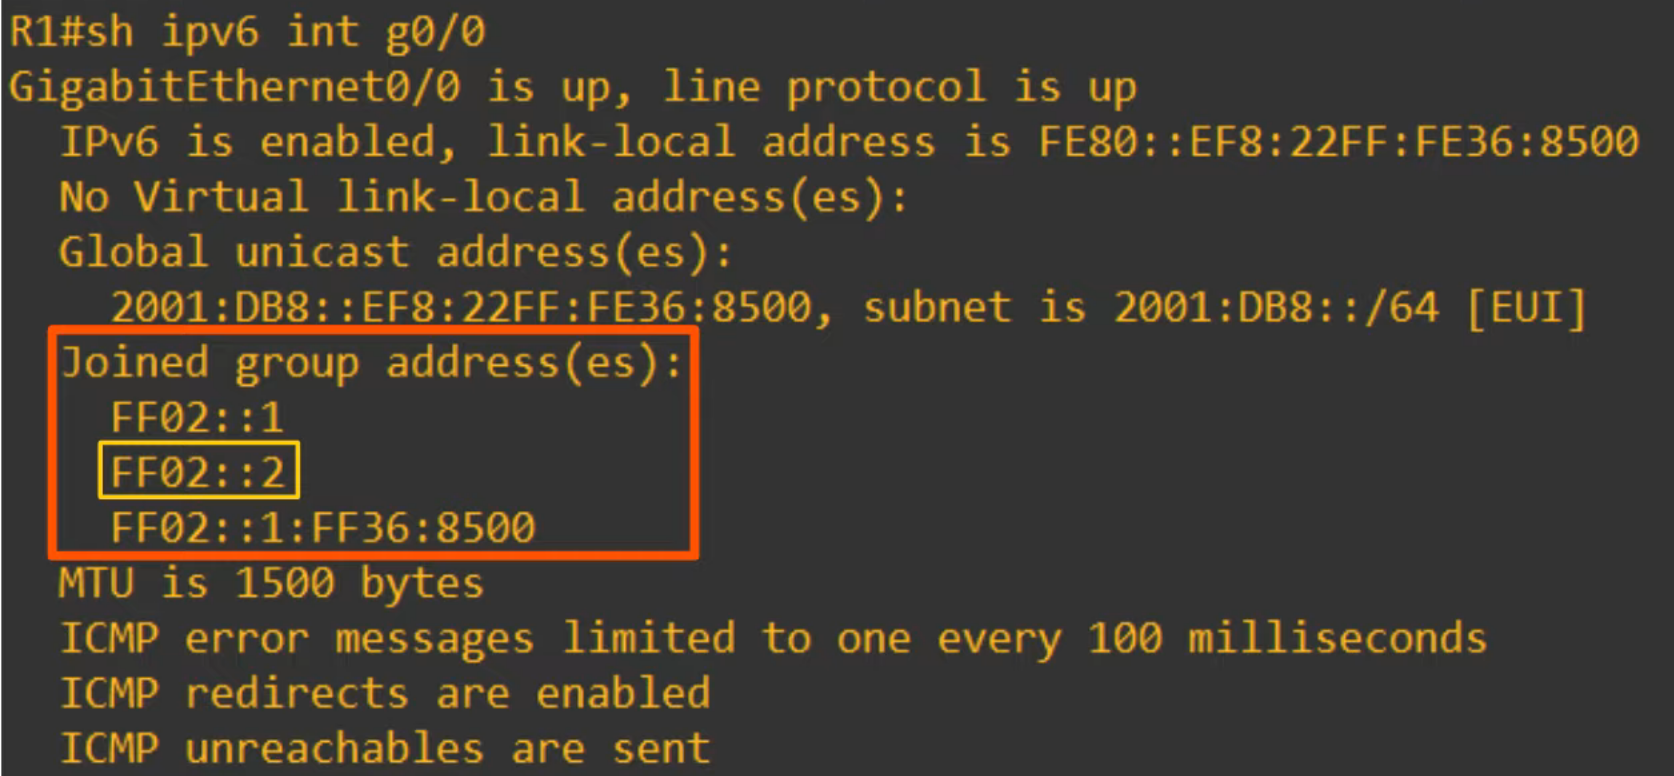 R1#sh ipv6 int g0/0
GigabitEthernet0/0 is up, line protocol is up
IPv6 is enabled, link-local address is FE80::EF8:22FF:FE36:8500
No Virtual link-local address(es):
Global unicast address(es):
2001:DB8::EF8:22FF:FE36:8500, subnet is 2001:DB8::/64 [EUI]
Joined group address(es):
FF02::1
FF02::2
FF02::1:FF36:8500
MTU is 1500 bytes
ICMP error messages limited to one every 100 milliseconds
ICMP redirects are enabled
ICMP unreachables are sent